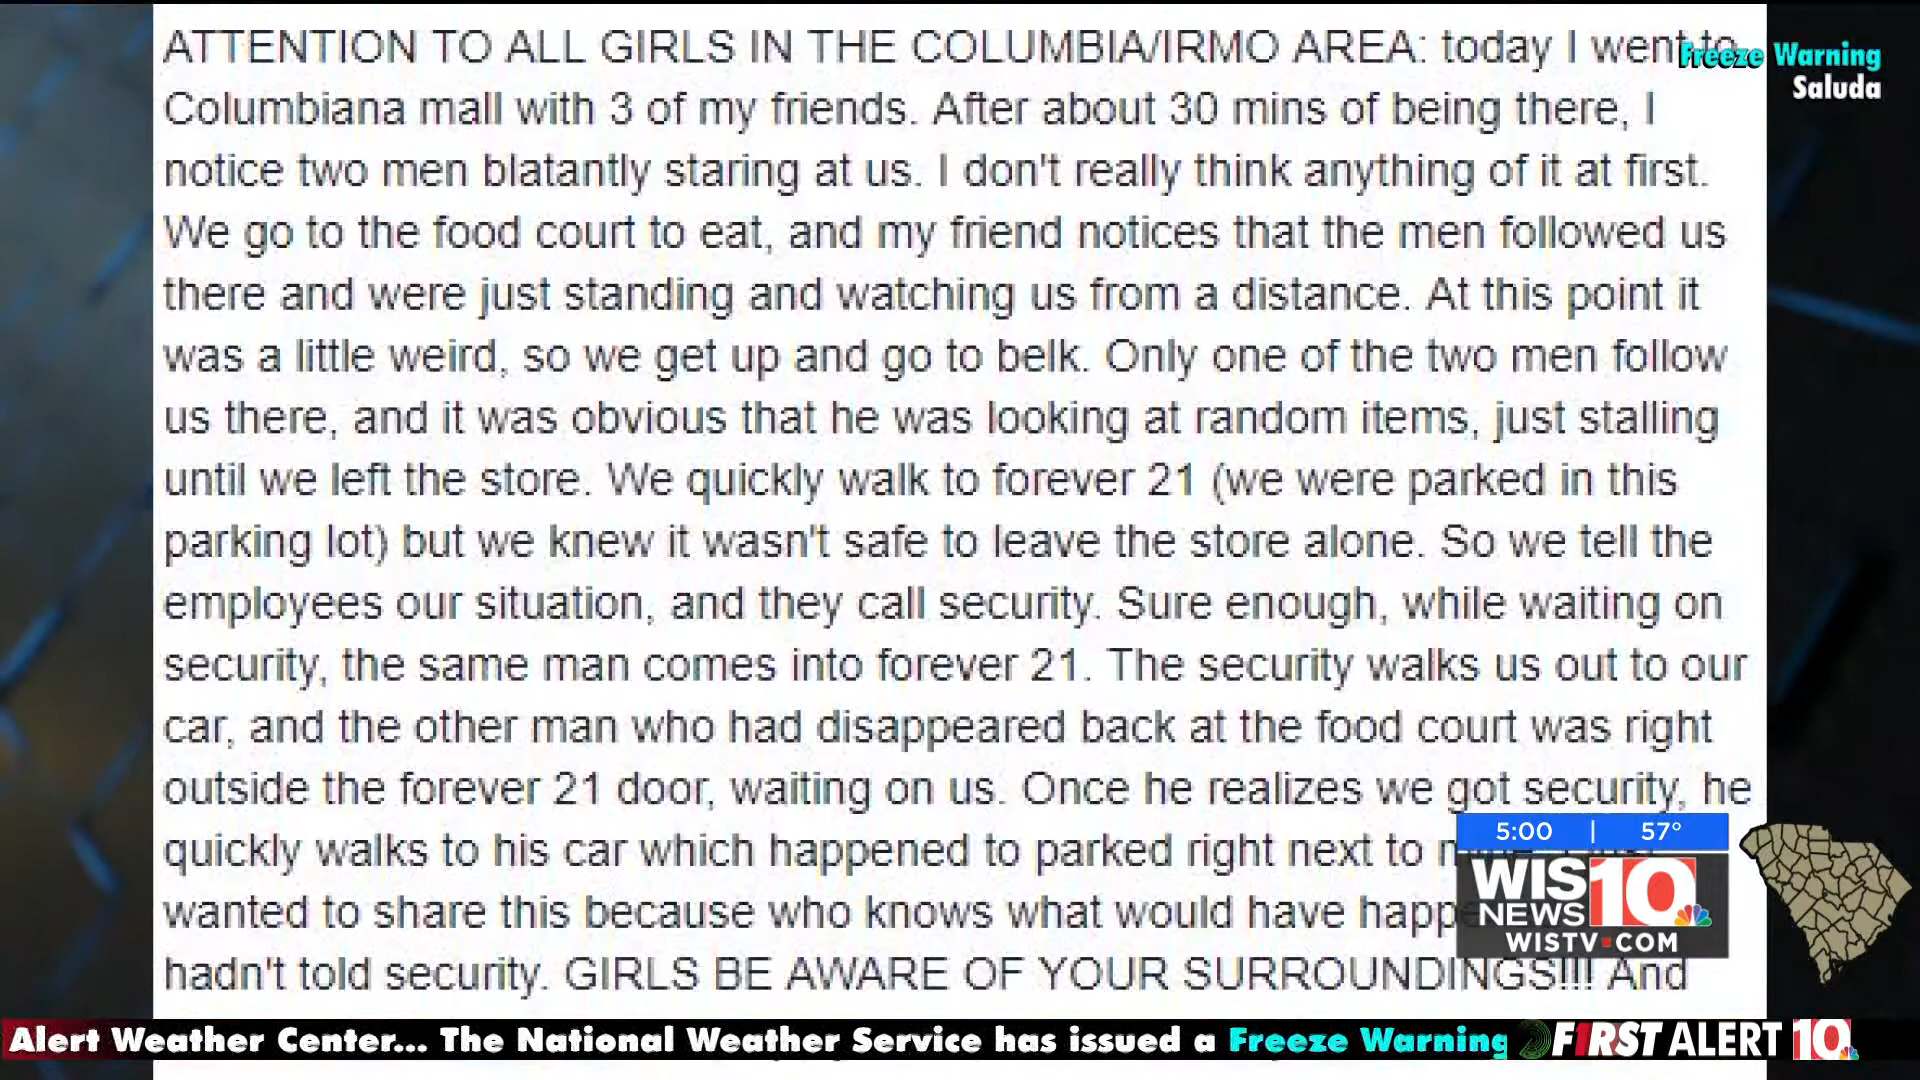 ATTENTION TO ALL GIRLS IN THE COLUMBIA/IRMO AREA: today I went to
Columbiana mall with 3 of my friends. After about 30 mins of being there, I
notice two men blatantly staring at us. I don't really think anything of it at first.
We go to the food court to eat, and my friend notices that the men followed us
there and were just standing and watching us from a distance. At this point it
was a little weird, so we get up and go to belk. Only one of the two men follow
us there, and it was obvious that he was looking at random items, just stalling
until we left the store. We quickly walk to forever 21 (we were parked in this
parking lot) but we knew it wasn't safe to leave the store alone. So we tell the
employees our situation, and they call security. Sure enough, while waiting on
security, the same man comes into forever 21. The security walks us out to our
car, and the other man who had disappeared back at the food court was right
outside the forever 21 door, waiting on us. Once he realizes we got security, he
quickly walks to his car which happened to parked right next to
wanted to share this because who knows what would have
hadn't told security. GIRLS BE AWARE OF YOUR SURROUNDINGS!!! And
Freeze Warning
Saluda
5:00 | 57°
WIS 10
NEWS
WISTV.COM
Alert Weather Center... The National Weather Service has issued a Freeze Warning
FIRST ALERT 10